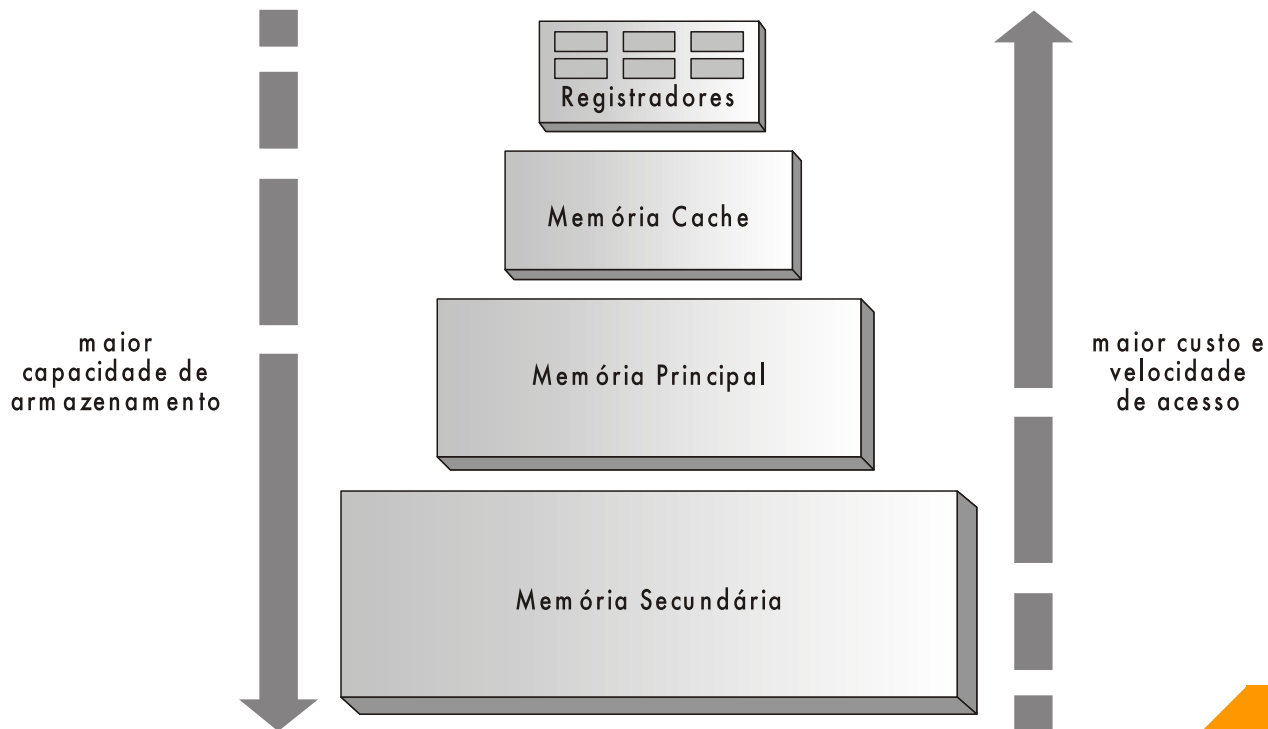 Registradores
Memória Cache
maior
capacidade de
armazenamento
Memória Principal
maior custo e
velocidade
de acesso
Memória Secundária